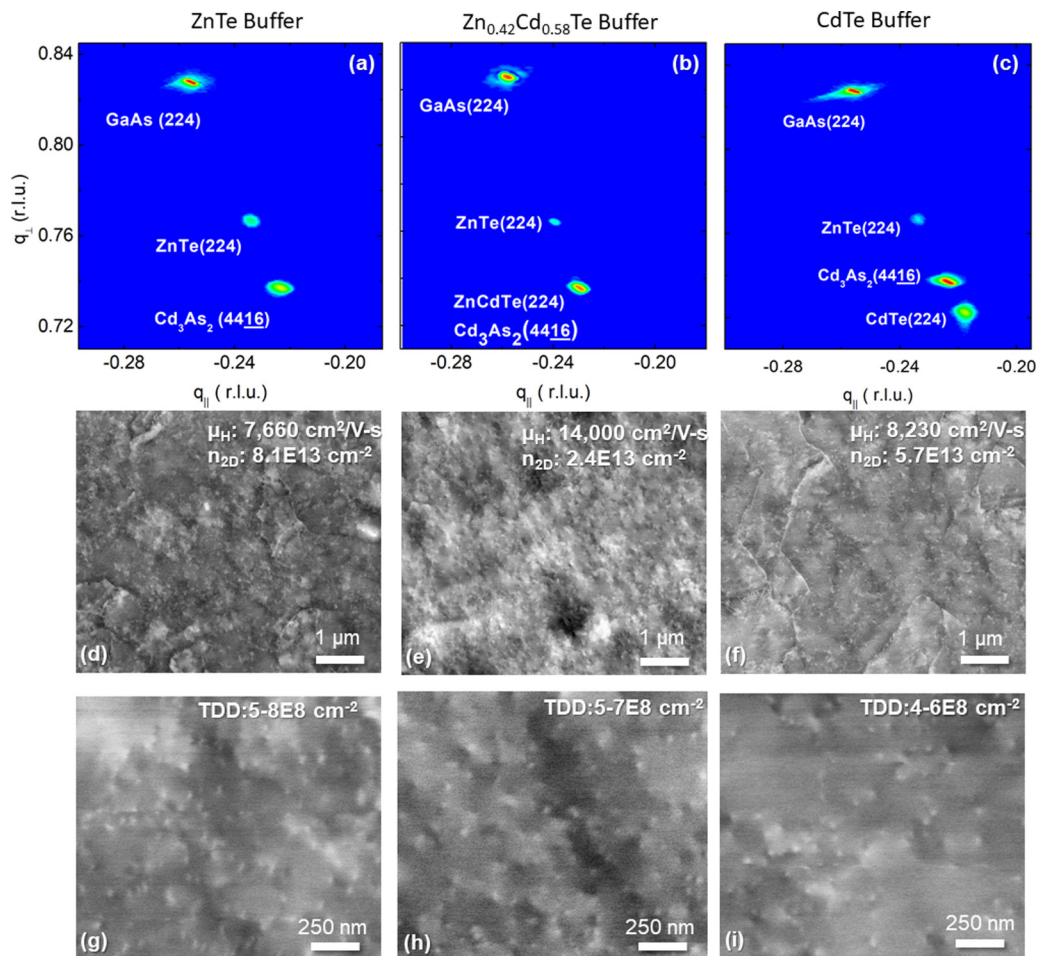 ZnTe Buffer
Zn0.42Cd0.58Te Buffer
CdTe Buffer
0.84
0.80
0.76
0.72
q⊥ (r.l.u.)
(a)
GaAs (224)
ZnTe(224)
Cd3As2 (4416)
-0.28
-0.24
-0.20
q|| ( r.l.u.)
(b)
ZnTe(224)
ZnCdTe(224)
Cd3As2(4416)
-0.28
-0.24
-0.20
q|| ( r.l.u.)
(c)
GaAs(224)
ZnTe(224)
Cd3As2(4416)
CdTe(224)
-0.28
-0.24
-0.20
q|| ( r.l.u.)
μH: 7,660 cm2/V-s
n2D: 8.1E13 cm-2
(d)
1 μm
μH: 14,000 cm2/V-s
n2D: 2.4E13 cm-2
(e)
1 μm
μH: 8,230 cm2/V-s
n2D: 5.7E13 cm-2
(f)
1 μm
TDD:5-8E8 cm-2
(g)
250 nm
TDD:5-7E8 cm-2
(h)
250 nm
TDD:4-6E8 cm-2
(i)
250 nm